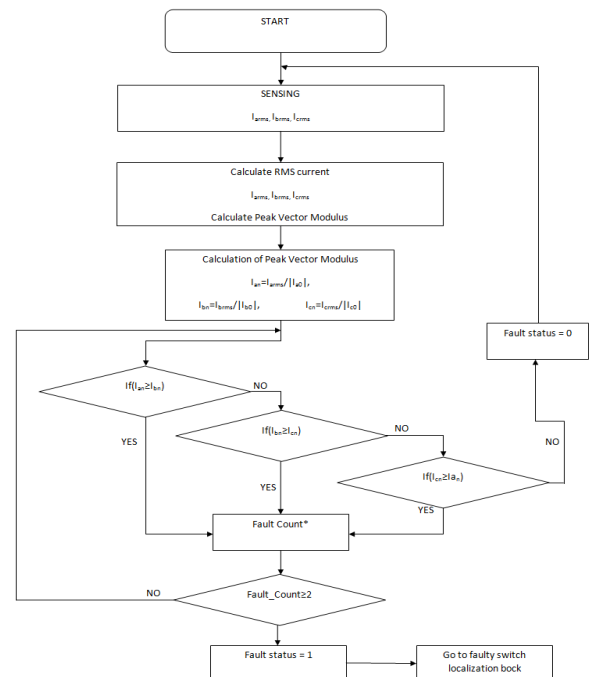 START
SENSING
Iarms, Ibrms, Icrms
Calculate RMS current
Iarms, Ibrms, Icrms
Calculate Peak Vector Modulus
Calculation of Peak Vector Modulus
Ian=Iarms/|Ia0|,
Ibn=Ibrms/|Ib0|, Icn=Icrms/|Ic0|
Fault status = 0
If(Ian≥Ibn)
NO
If(Ibn≥Icn)
NO
YES
If(Icn≥Ian)
NO
YES
YES
Fault Count*
NO
Fault_Count≥2
Fault status = 1
Go to faulty switch
localization bock